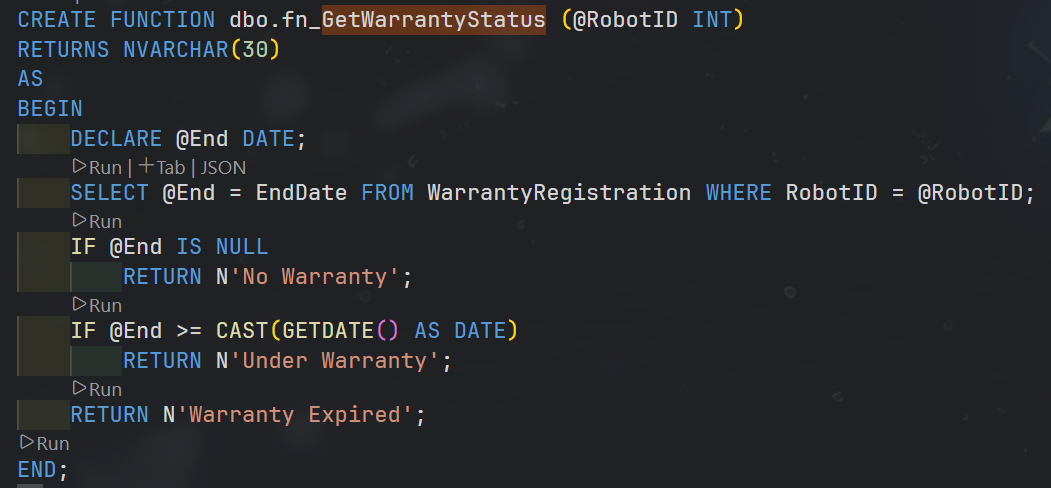 CREATE FUNCTION dbo.fn_GetWarrantyStatus (@RobotID INT)
RETURNS NVARCHAR(30)
AS
BEGIN
DECLARE @End DATE;
Run | Tab | JSON
SELECT @End = EndDate FROM WarrantyRegistration WHERE RobotID = @RobotID;
Run
IF @End IS NULL
RETURN N'No Warranty';
Run
IF @End >= CAST(GETDATE() AS DATE)
RETURN N'Under Warranty';
Run
RETURN N'Warranty Expired';
Run
END;